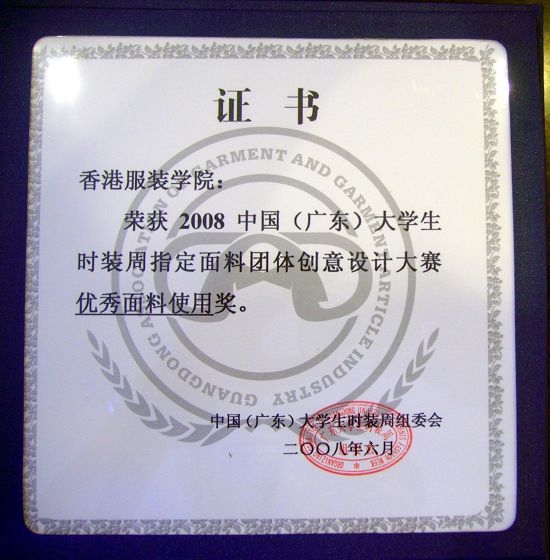 证书
香港服装学院：
荣获 2008 中国（广东）大学生
时装周指定面料团体创意设计大赛
优秀面料使用奖。
GUANGDONG ASSOCIATION OF GARMENT AND GARMENT ARTICLE INDUSTRY
中国（广东）大学生时装周组委会
二〇〇八年六月